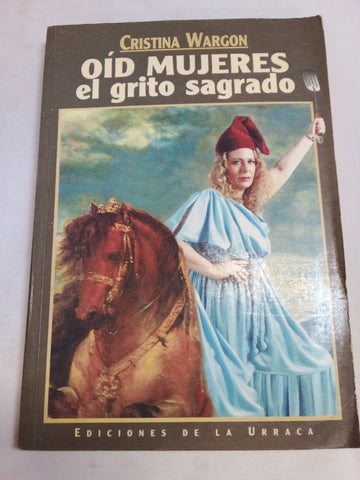 CRISTINA WARGON
OÍD MUJERES
el grito sagrado
EDICIONES DE LA URRACA